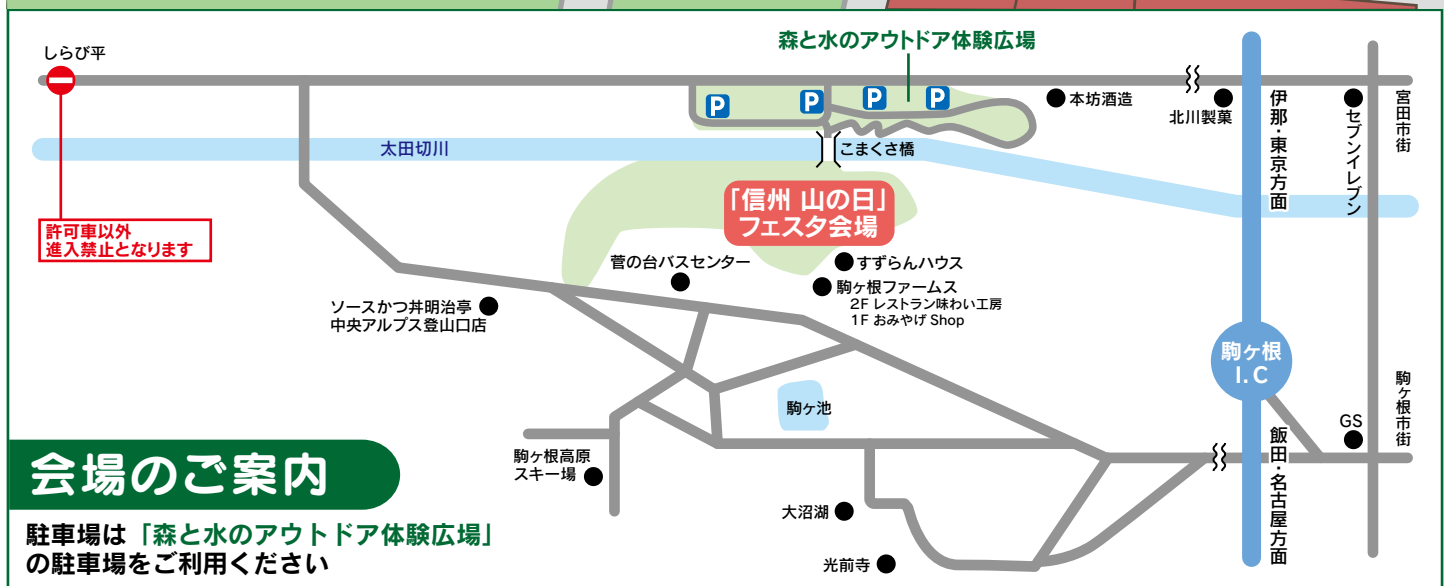 しらび平
森と水のアウトドア体験広場
P
P
P
P
本坊酒造
北川製菓
伊那・東京方面
セブンイレブン
宮田市街
太田切川
こまくさ橋
許可車以外
進入禁止となります
「信州 山の日」
フェスタ会場
菅の台バスセンター
すずらんハウス
駒ヶ根ファームス
2F レストラン味わい工房
1F おみやげ Shop
ソースかつ丼明治亭
中央アルプス登山口店
駒ヶ根
I.C
駒ヶ池
駒ヶ根市街
GS
飯田・名古屋方面
駒ヶ根高原
スキー場
大沼湖
光前寺
会場のご案内
駐車場は「森と水のアウトドア体験広場」
の駐車場をご利用ください